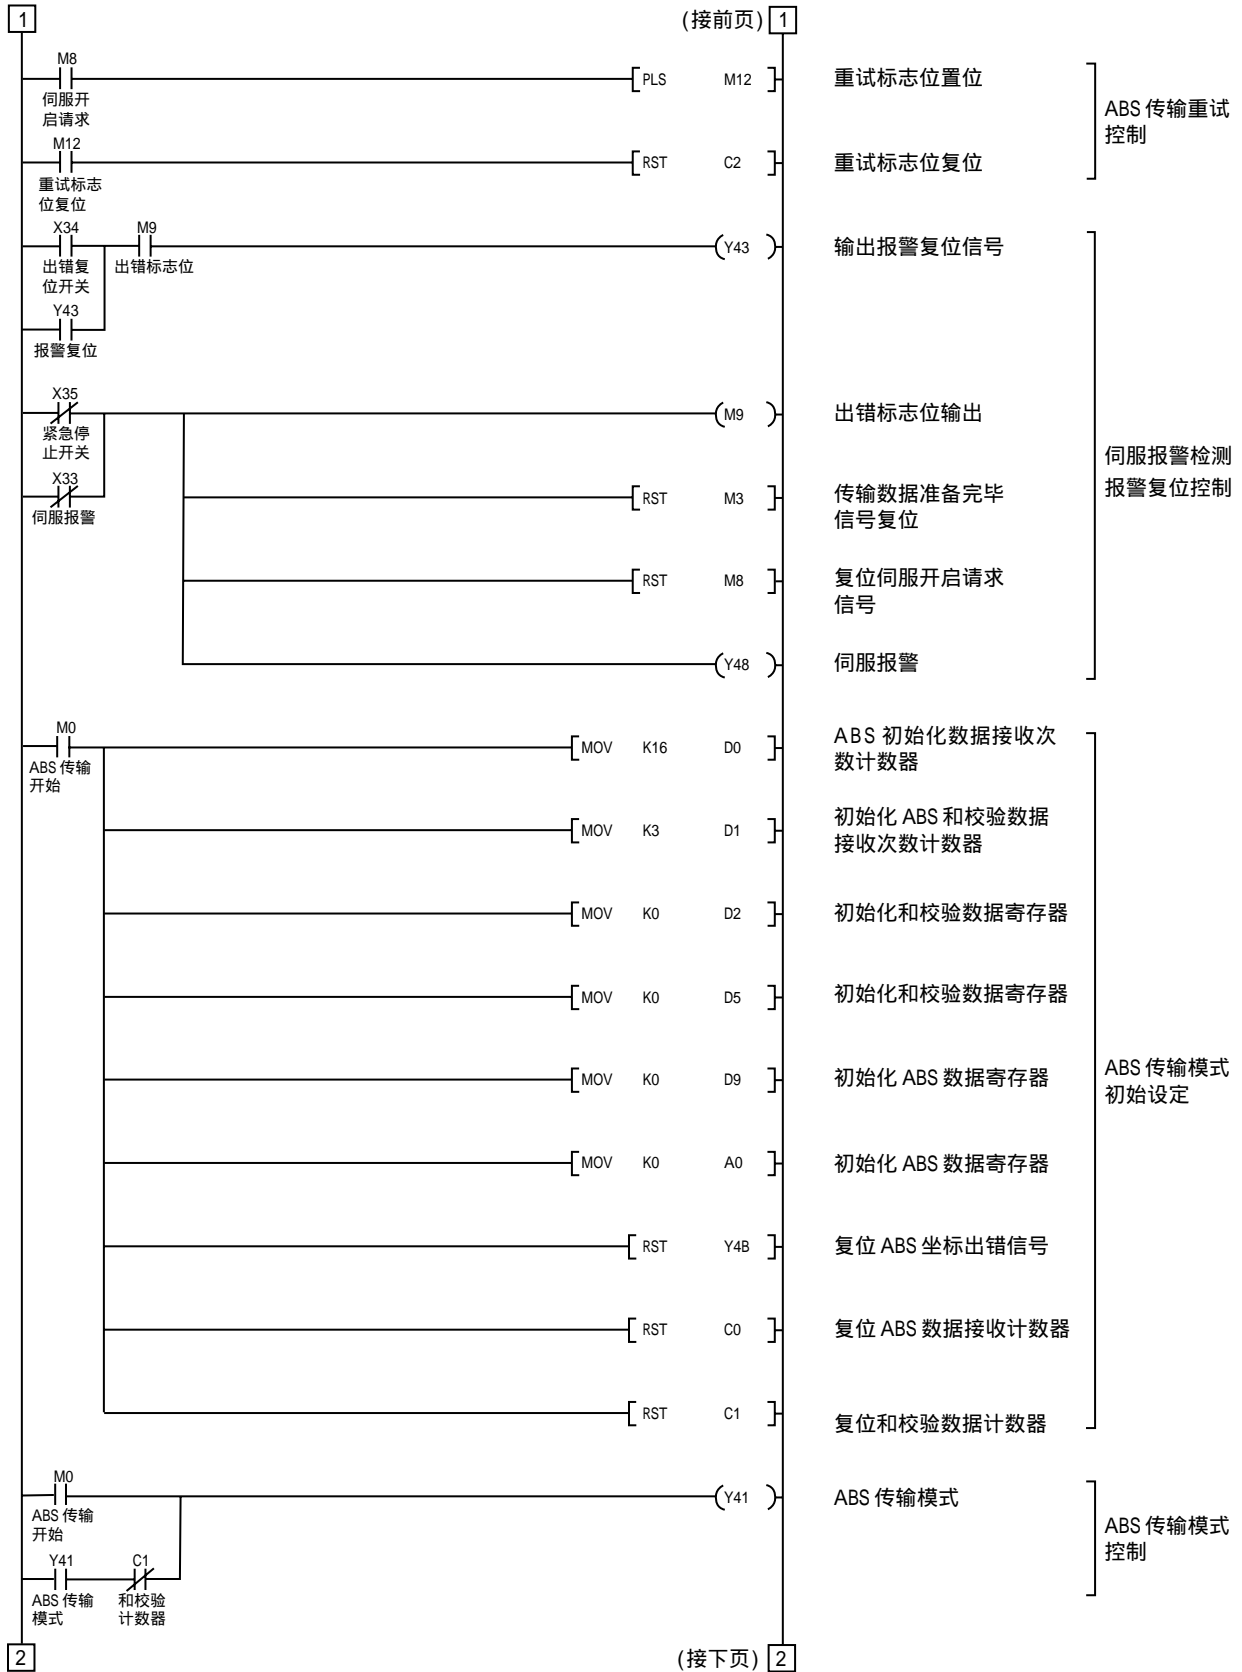 1
(接前页) 1
M8
伺服开
启请求
PLS M12
重试标志位置位
ABS 传输重试
控制
M12
重试标志
位复位
RST C2
重试标志位复位
X34
出错复
位开关
M9
出错标志位
Y43
输出报警复位信号
Y43
报警复位
X35
紧急停
止开关
M9
出错标志位输出
伺服报警检测
报警复位控制
X33
伺服报警
RST M3
传输数据准备完毕
信号复位
RST M8
复位伺服开启请求
信号
Y48
伺服报警
M0
ABS 传输
开始
MOV K16 D0
ABS 初始化数据接收次
数计数器
MOV K3 D1
初始化 ABS 和校验数据
接收次数计数器
MOV K0 D2
初始化和校验数据寄存器
MOV K0 D5
初始化和校验数据寄存器
MOV K0 D9
初始化 ABS 数据寄存器
ABS 传输模式
初始设定
MOV K0 A0
初始化 ABS 数据寄存器
RST Y4B
复位 ABS 坐标出错信号
RST C0
复位 ABS 数据接收计数器
RST C1
复位和校验数据计数器
M0
ABS 传输
开始
Y41
ABS 传输模式
ABS 传输模式
控制
Y41
ABS 传输
模式
C1
和校验
计数器
2
(接下页) 2